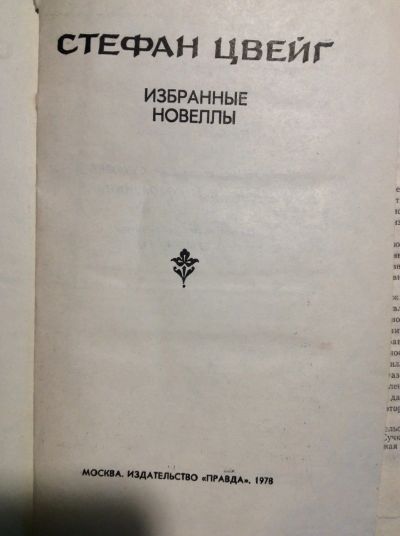 СТЕФАН ЦВЕЙГ
ИЗБРАННЫЕ
НОВЕЛЛЫ
МОСКВА. ИЗДАТЕЛЬСТВО «ПРАВДА». 1978